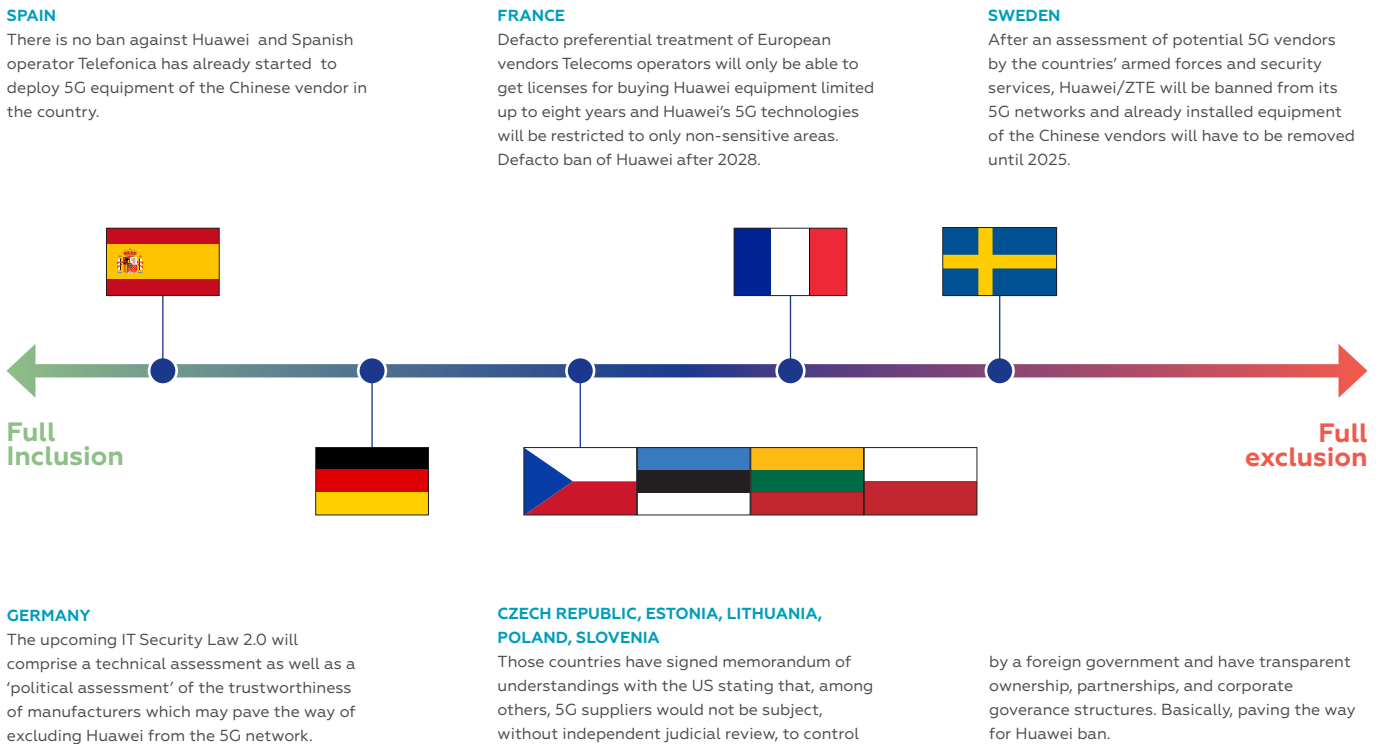 SPAIN
There is no ban against Huawei  and Spanish
operator Telefonica has already started  to
deploy 5G equipment of the Chinese vendor in
the country.
FRANCE
Defacto preferential treatment of European
vendors Telecoms operators will only be able to
get licenses for buying Huawei equipment limited
up to eight years and Huawei's 5G technologies
will be restricted to only non-sensitive areas.
Defacto ban of Huawei after 2028.
SWEDEN
After an assessment of potential 5G vendors
by the countries' armed forces and security
services, Huawei/ZTE will be banned from its
5G networks and already installed equipment
of the Chinese vendors will have to be removed
until 2025.
Full
Inclusion
Full
exclusion
GERMANY
The upcoming IT Security Law 2.0 will
comprise a technical assessment as well as a
'political assessment' of the trustworthiness
of manufacturers which may pave the way of
excluding Huawei from the 5G network.
CZECH REPUBLIC, ESTONIA, LITHUANIA,
POLAND, SLOVENIA
Those countries have signed memorandum of
understandings with the US stating that, among
others, 5G suppliers would not be subject,
without independent judicial review, to control
by a foreign government and have transparent
ownership, partnerships, and corporate
goverance structures. Basically, paving the way
for Huawei ban.